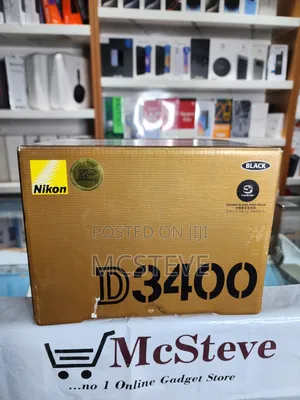 BLACK
Nikon
POSTED ON JIJI
MCSTEVE
D3400
McSteve
...no 1 Online Gadget Store